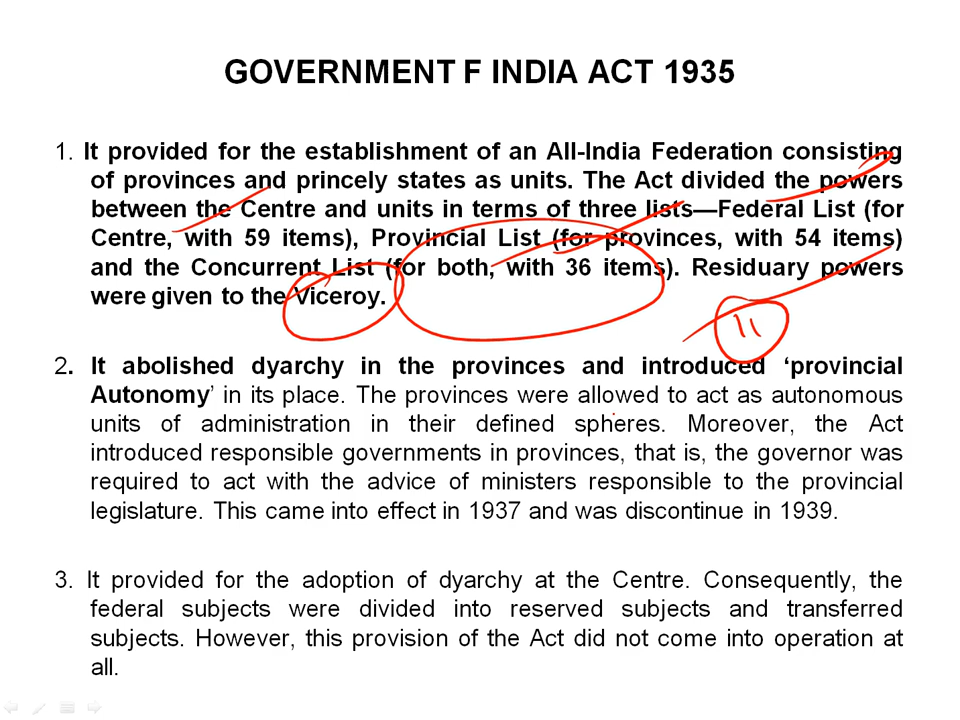 GOVERNMENT F INDIA ACT 1935
1. It provided for the establishment of an All-India Federation consisting
of provinces and princely states as units. The Act divided the powers
between the Centre and units in terms of three lists—Federal List (for
Centre, with 59 items), Provincial List (for provinces, with 54 items)
and the Concurrent List (for both, with 36 items). Residuary powers
were given to the Viceroy.
11
2. It abolished dyarchy in the provinces and introduced ‘provincial
Autonomy’ in its place. The provinces were allowed to act as autonomous
units of administration in their defined spheres. Moreover, the Act
introduced responsible governments in provinces, that is, the governor was
required to act with the advice of ministers responsible to the provincial
legislature. This came into effect in 1937 and was discontinue in 1939.
3. It provided for the adoption of dyarchy at the Centre. Consequently, the
federal subjects were divided into reserved subjects and transferred
subjects. However, this provision of the Act did not come into operation at
all.